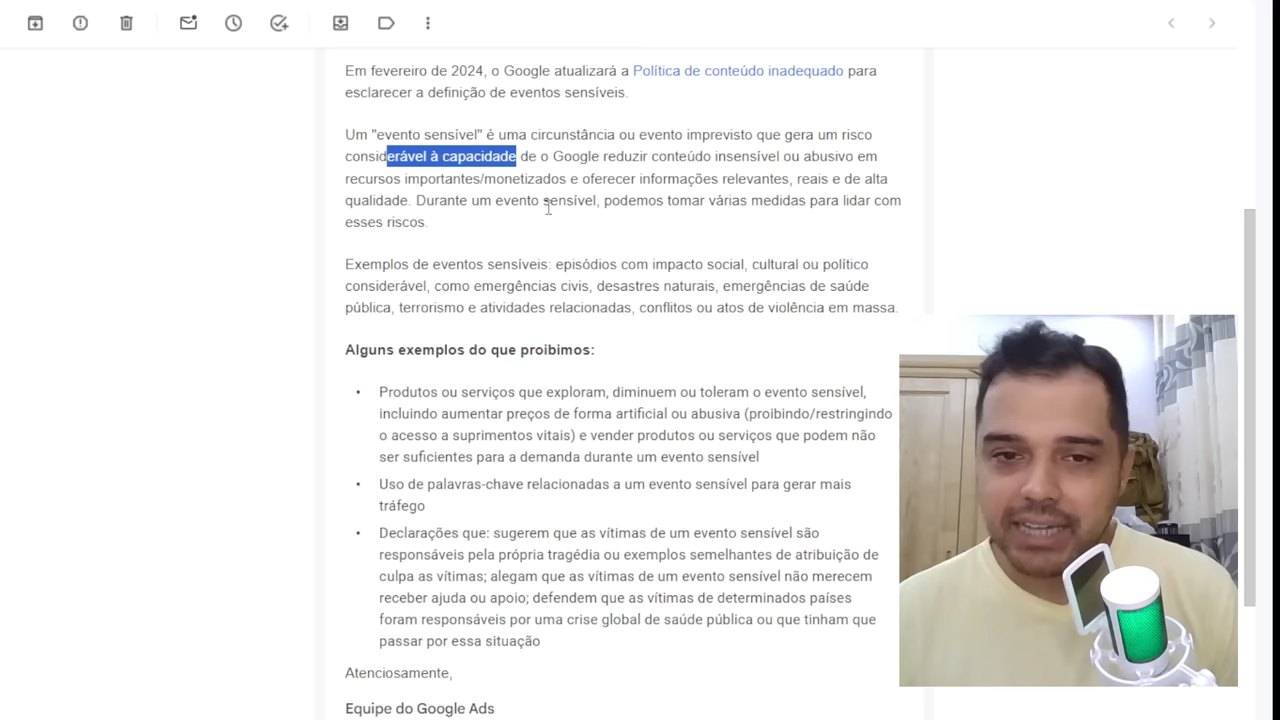 Em fevereiro de 2024, o Google atualizará a Política de conteúdo inadequado para
esclarecer a definição de eventos sensíveis.
Um "evento sensível" é uma circunstância ou evento imprevisto que gera um risco
considerável à capacidade de o Google reduzir conteúdo insensível ou abusivo em
recursos importantes/monetizados e oferecer informações relevantes, reais e de alta
qualidade. Durante um evento sensível, podemos tomar várias medidas para lidar com
esses riscos.
Exemplos de eventos sensíveis: episódios com impacto social, cultural ou político
considerável, como emergências civis, desastres naturais, emergências de saúde
pública, terrorismo e atividades relacionadas, conflitos ou atos de violência em massa.
Alguns exemplos do que proibimos:
• Produtos ou serviços que exploram, diminuem ou toleram o evento sensível,
incluindo aumentar preços de forma artificial ou abusiva (proibindo/restringindo
o acesso a suprimentos vitais) e vender produtos ou serviços que podem não
ser suficientes para a demanda durante um evento sensível
• Uso de palavras-chave relacionadas a um evento sensível para gerar mais
tráfego
• Declarações que: sugerem que as vítimas de um evento sensível são
responsáveis pela própria tragédia ou exemplos semelhantes de atribuição de
culpa as vítimas; alegam que as vítimas de um evento sensível não merecem
receber ajuda ou apoio; defendem que as vítimas de determinados países
foram responsáveis por uma crise global de saúde pública ou que tinham que
passar por essa situação
Atenciosamente,
Equipe do Google Ads